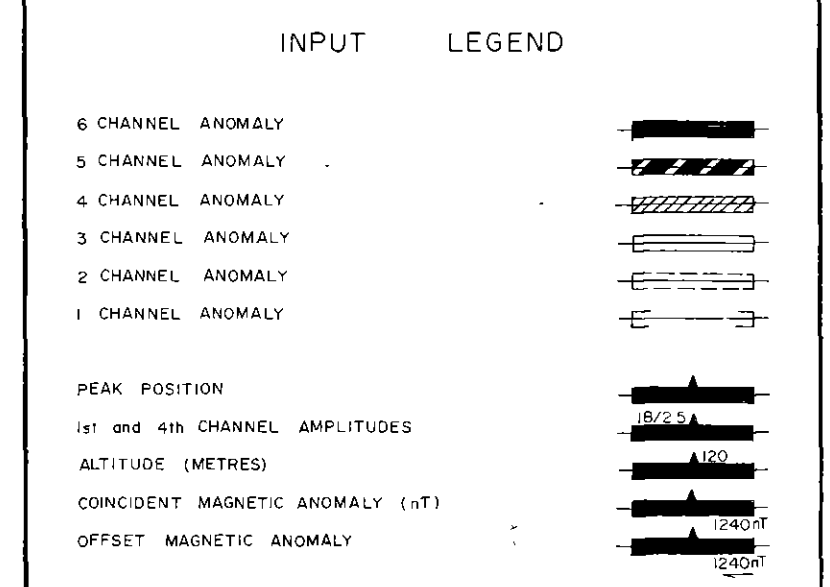 INPUT LEGEND
6 CHANNEL ANOMALY
5 CHANNEL ANOMALY
4 CHANNEL ANOMALY
3 CHANNEL ANOMALY
2 CHANNEL ANOMALY
1 CHANNEL ANOMALY
PEAK POSITION
1st and 4th CHANNEL AMPLITUDES 18/2.5
ALTITUDE (METRES) 120
COINCIDENT MAGNETIC ANOMALY (nT) 1240nT
OFFSET MAGNETIC ANOMALY 1240nT